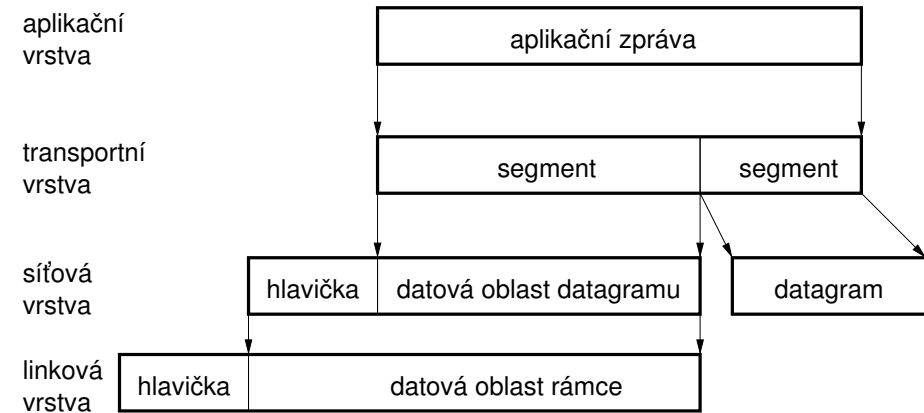 aplikační
vrstva
aplikační zpráva
transportní
vrstva
segment
segment
síťová
vrstva
hlavička
datová oblast datagramu
datagram
linková
vrstva
hlavička
datová oblast rámce